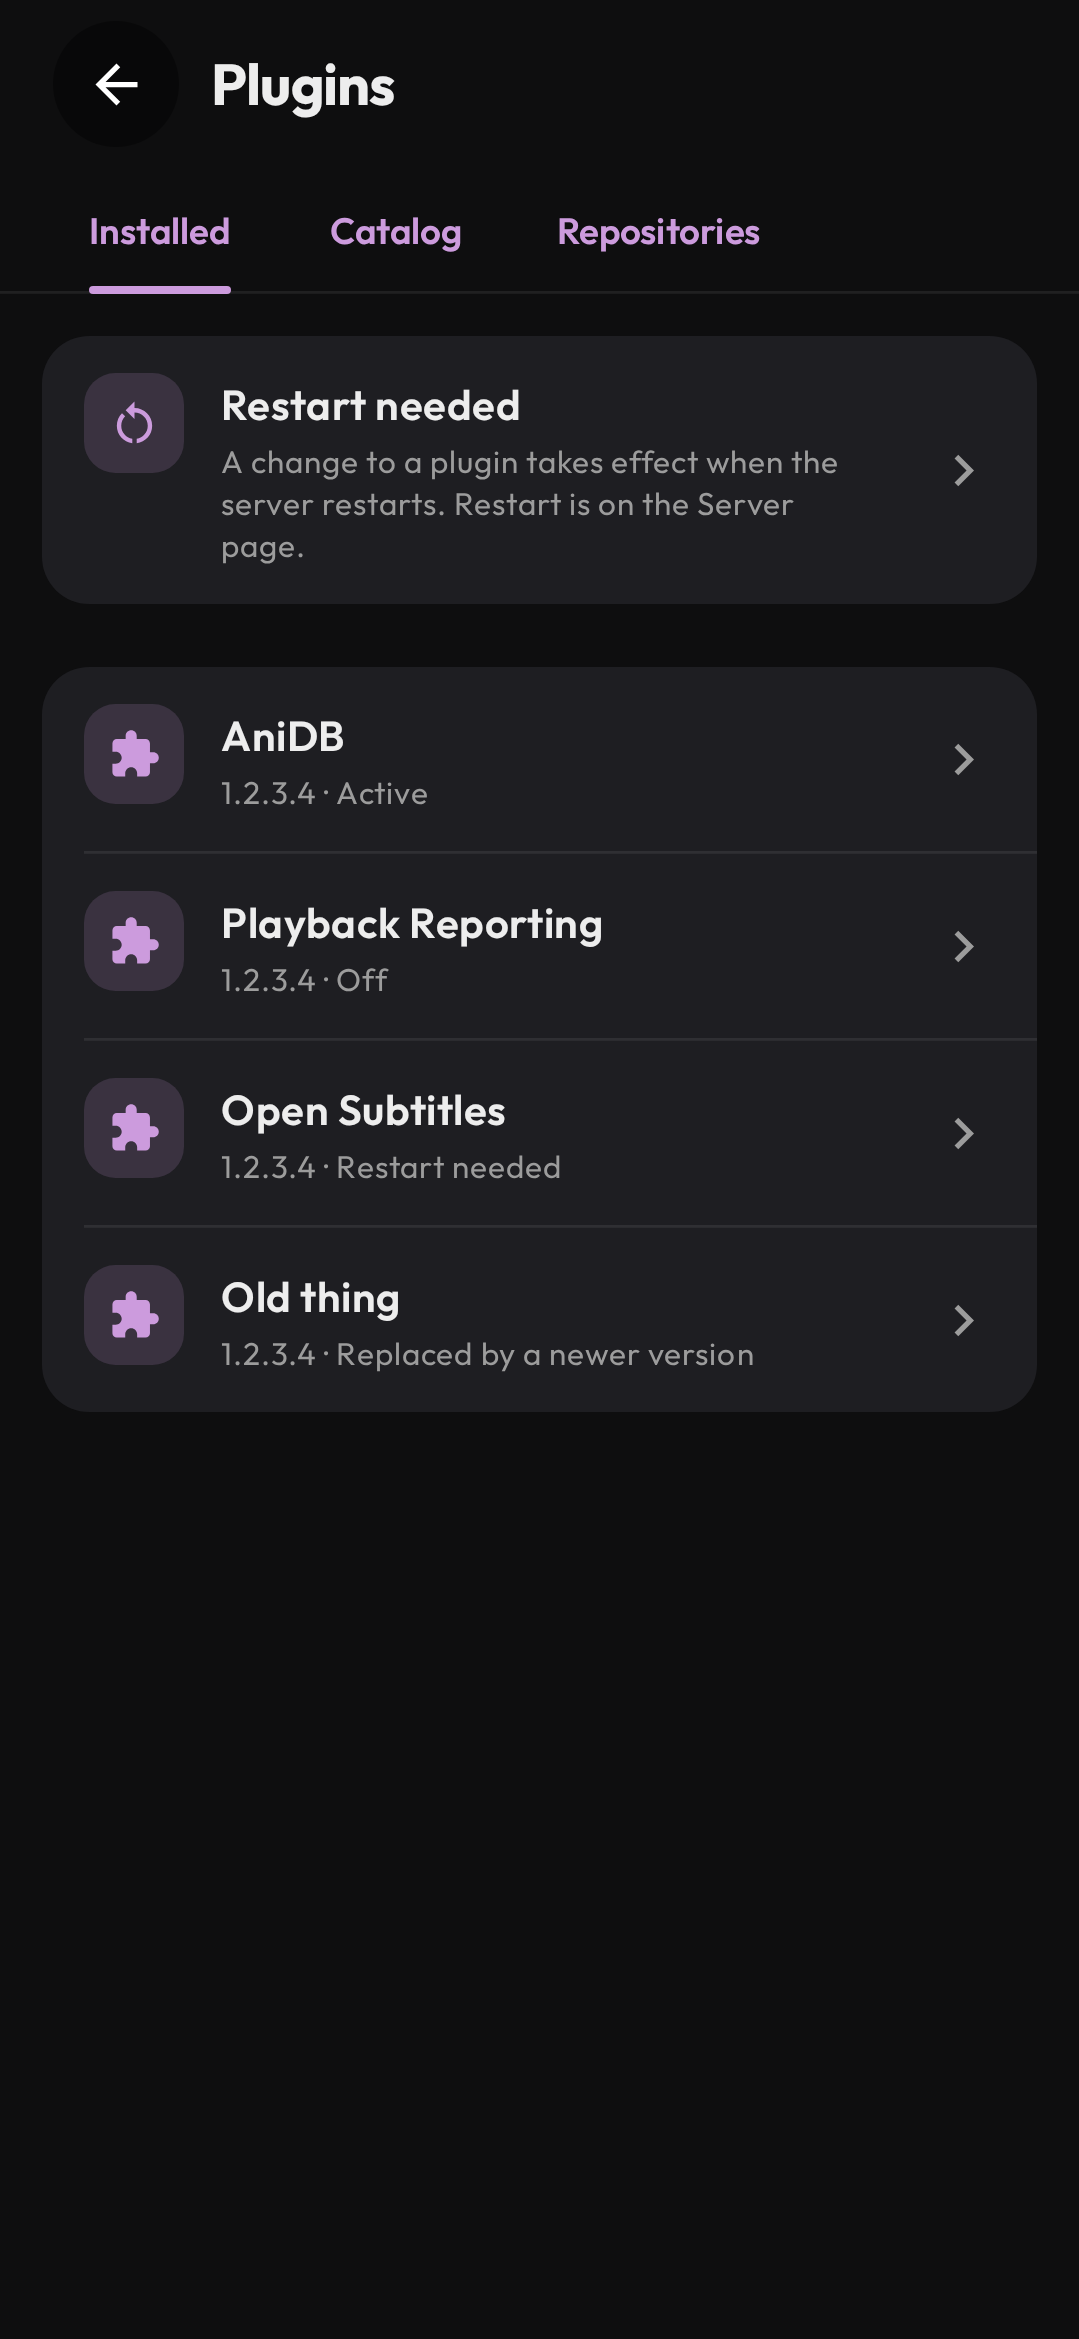 Plugins
Installed
Catalog
Repositories
Restart needed
A change to a plugin takes effect when the
server restarts. Restart is on the Server
page.
AniDB
1.2.3.4 · Active
Playback Reporting
1.2.3.4 · Off
Open Subtitles
1.2.3.4 · Restart needed
Old thing
1.2.3.4 · Replaced by a newer version